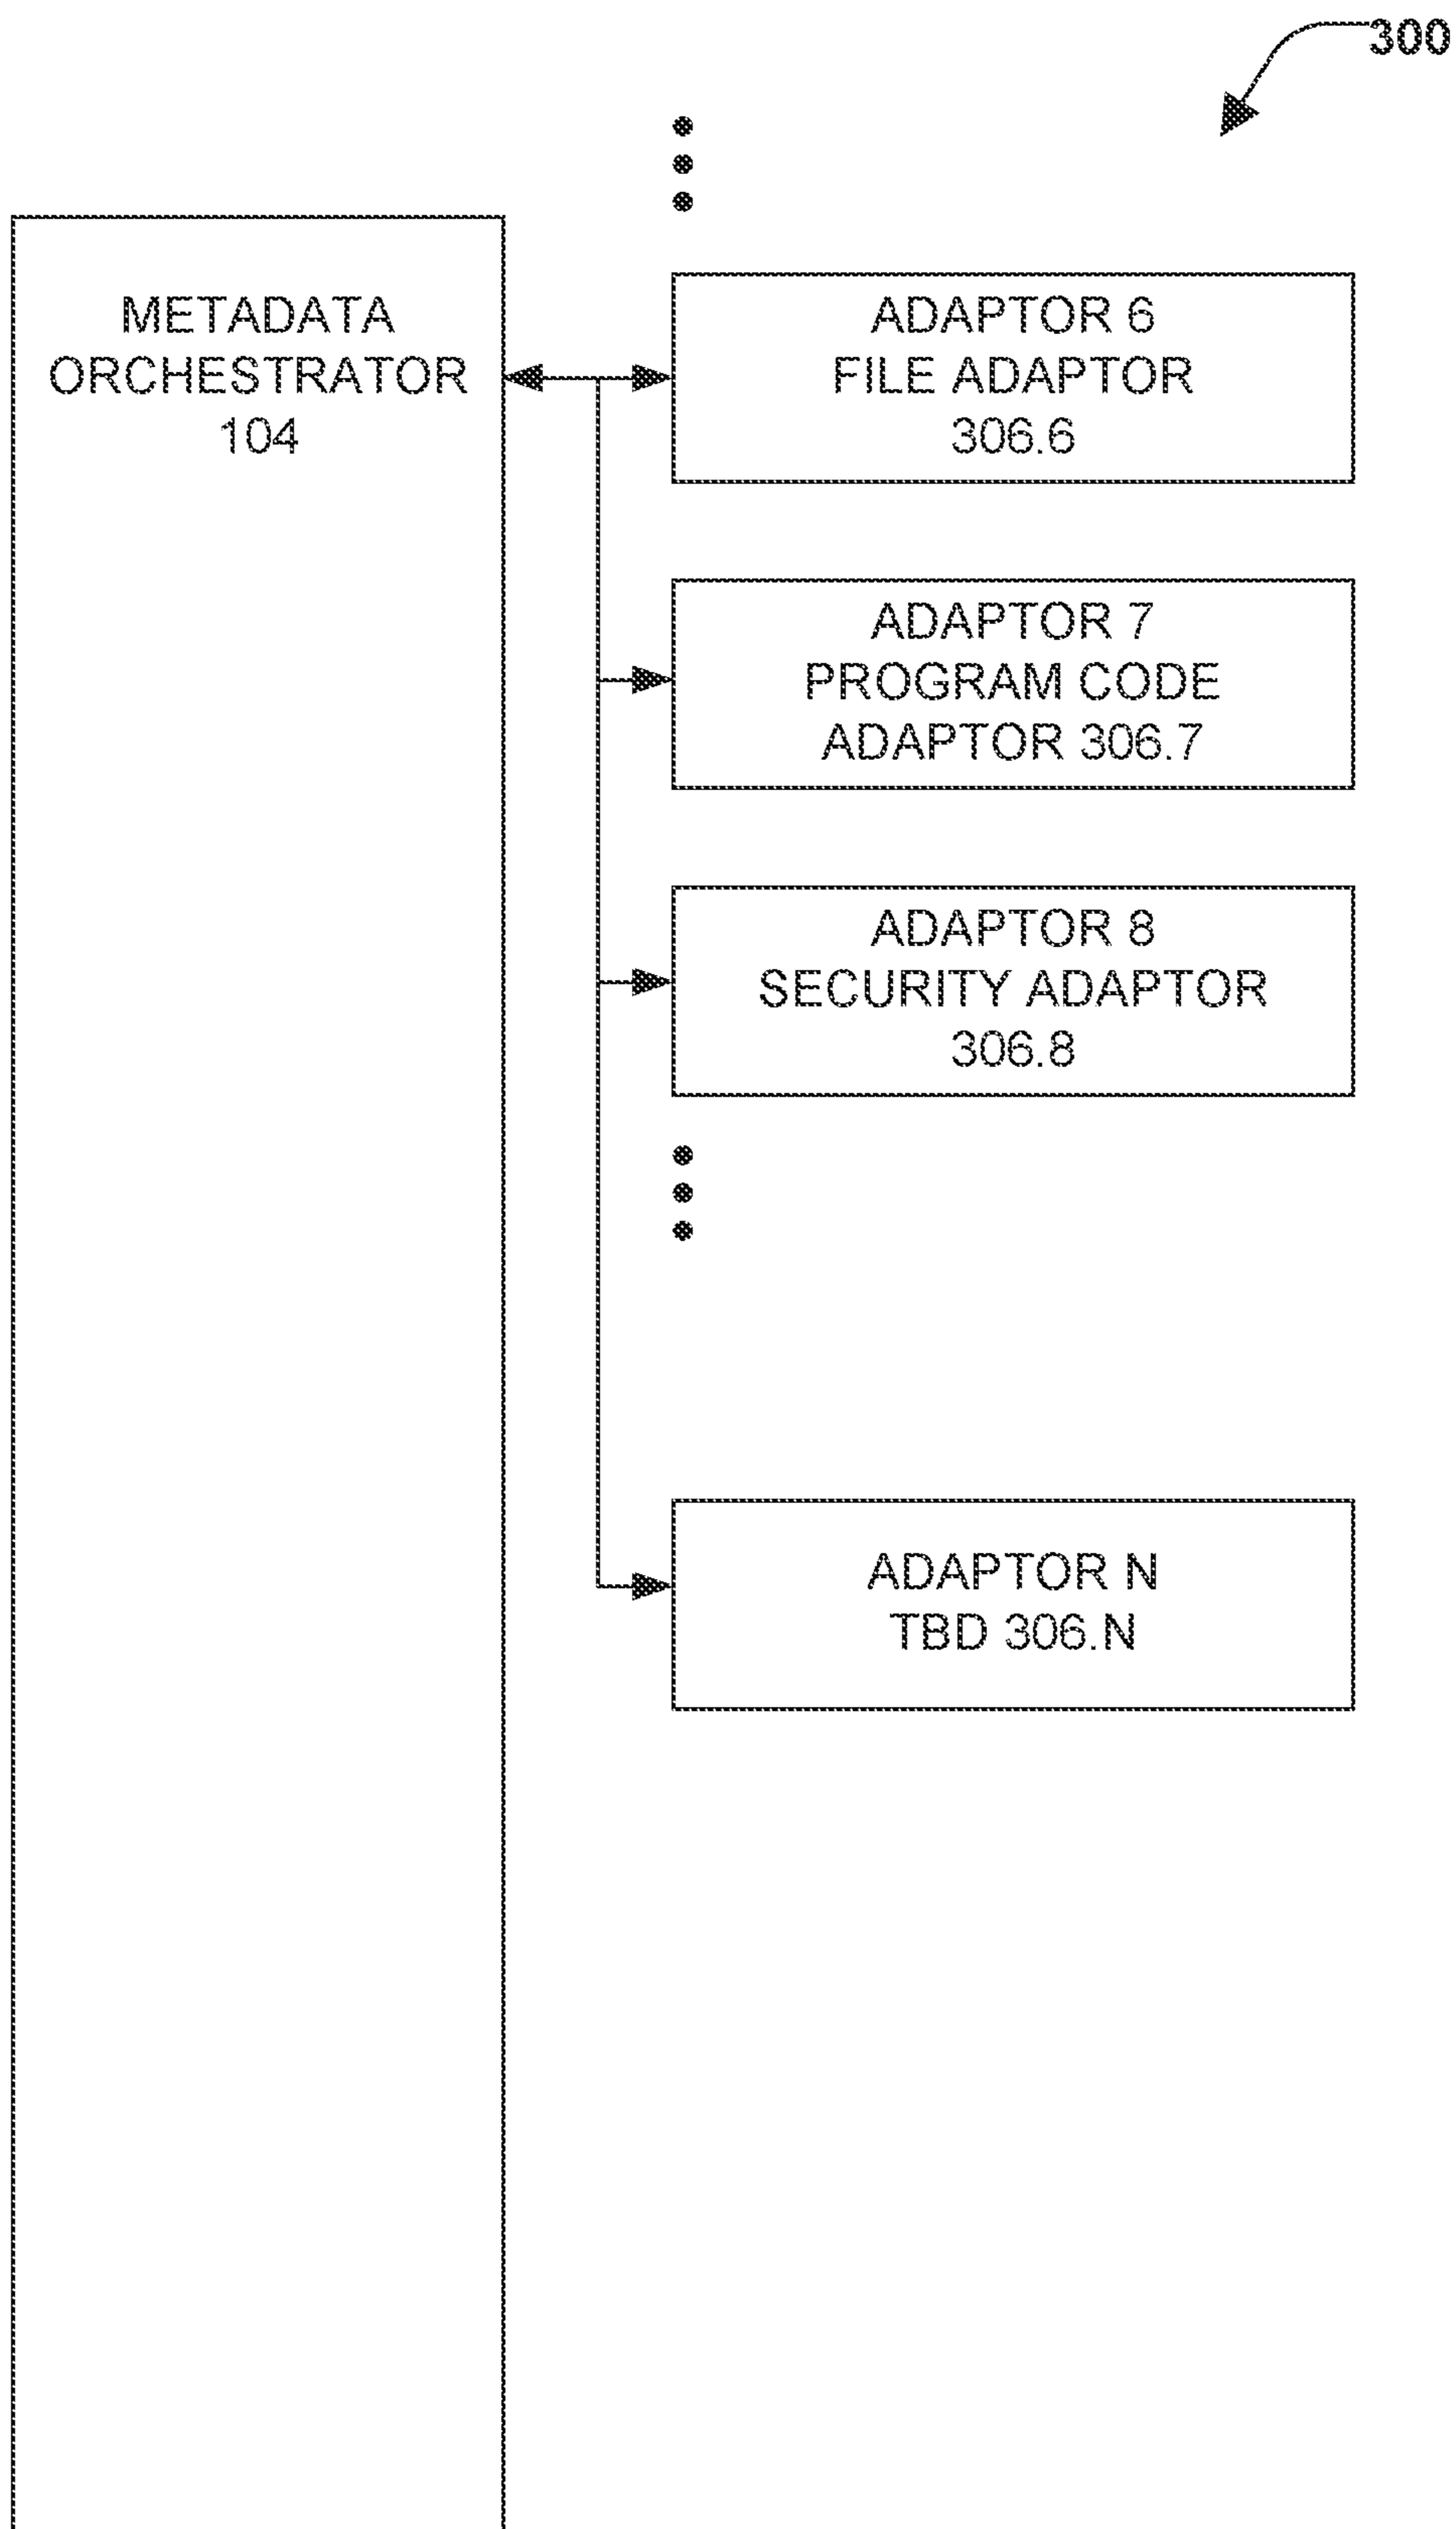 300
METADATA
ORCHESTRATOR
104
ADAPTOR 6
FILE ADAPTOR
306.6
ADAPTOR 7
PROGRAM CODE
ADAPTOR 306.7
ADAPTOR 8
SECURITY ADAPTOR
306.8
ADAPTOR N
TBD 306.N